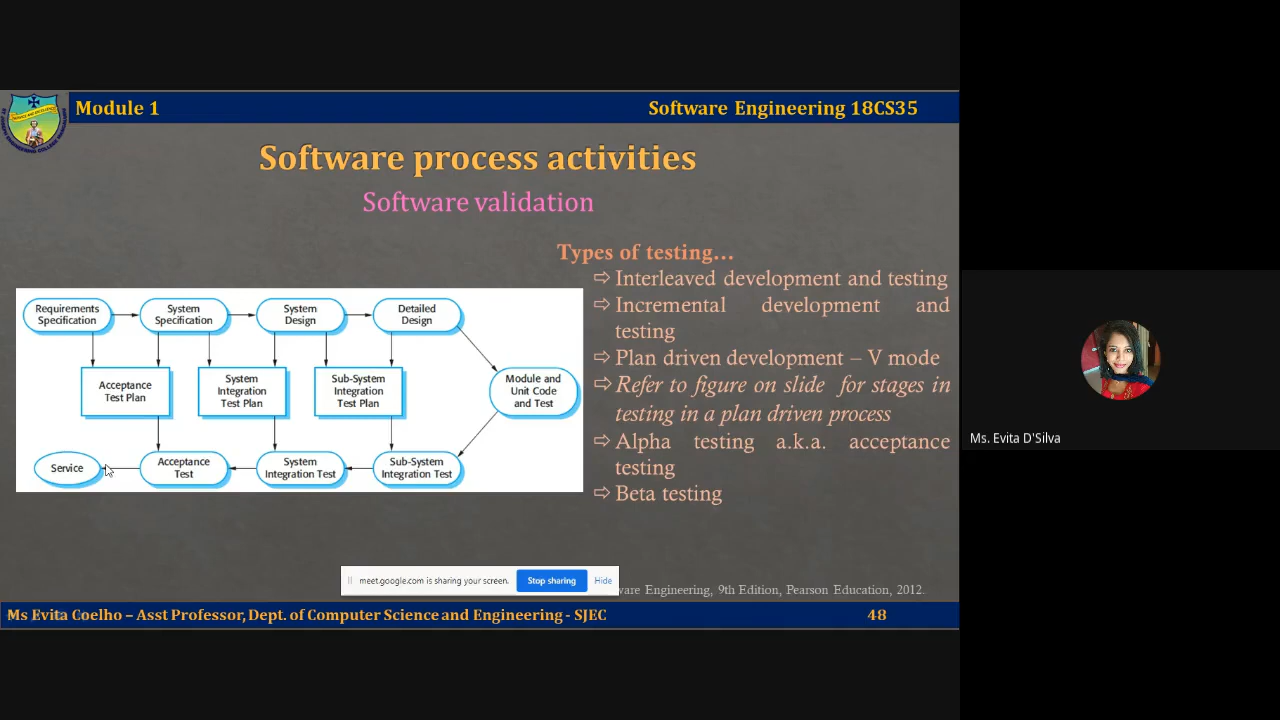 Module 1
Software Engineering 18CS35
Software process activities
Software validation
Types of testing...
⇨ Interleaved development and testing
⇨ Incremental development and
testing
⇨ Plan driven development – V mode
⇨ Refer to figure on slide for stages in
testing in a plan driven process
⇨ Alpha testing a.k.a. acceptance
testing
⇨ Beta testing
Requirements
Specification
System
Specification
System
Design
Detailed
Design
Acceptance
Test Plan
System
Integration
Test Plan
Sub-System
Integration
Test Plan
Module and
Unit Code
and Test
Service
Acceptance
Test
System
Integration Test
Sub-System
Integration Test
Ms. Evita D'Silva
meet.google.com is sharing your screen.
Stop sharing
Hide
Engineering, 9th Edition, Pearson Education, 2012.
Ms Evita Coelho – Asst Professor, Dept. of Computer Science and Engineering - SJEC
48